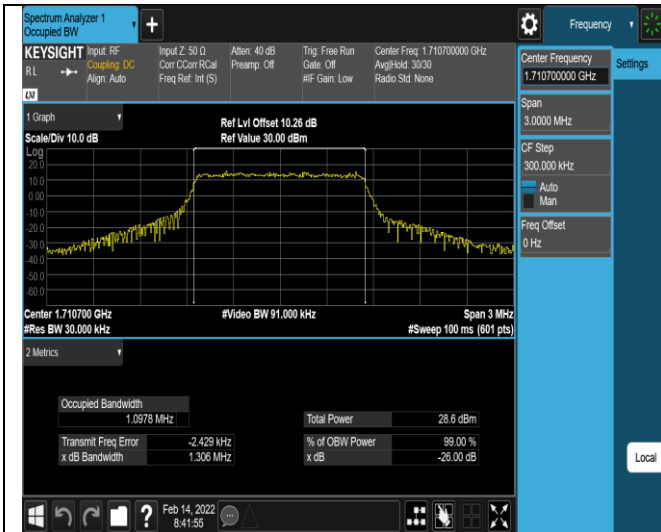 Spectrum Analyzer 1
Occupied BW
Frequency
KEYSIGHT
RL
LXI
Input: RF
Coupling: DC
Align: Auto
Input Z: 50 Ω
Corr CCorr RCal
Freq Ref: Int (S)
Atten: 40 dB
Preamp: Off
Trig: Free Run
Gate: Off
#IF Gain: Low
Center Freq: 1.710700000 GHz
Avg|Hold: 30/30
Radio Std: None
Center Frequency
1.710700000 GHz
Settings
Span
3.0000 MHz
CF Step
300.000 kHz
Auto
Man
Freq Offset
0 Hz
1 Graph
Scale/Div 10.0 dB
Ref Lvl Offset 10.26 dB
Ref Value 30.00 dBm
Log
20.0
10.0
0.00
-10.0
-20.0
-30.0
-40.0
-50.0
-60.0
Center 1.710700 GHz
#Video BW 91.000 kHz
Span 3 MHz
#Res BW 30.000 kHz
#Sweep 100 ms (601 pts)
2 Metrics
Occupied Bandwidth
1.0978 MHz
Total Power 28.6 dBm
Transmit Freq Error -2.429 kHz
% of OBW Power 99.00 %
x dB Bandwidth 1.306 MHz
x dB -26.00 dB
Local
?
Feb 14, 2022
8:41:55